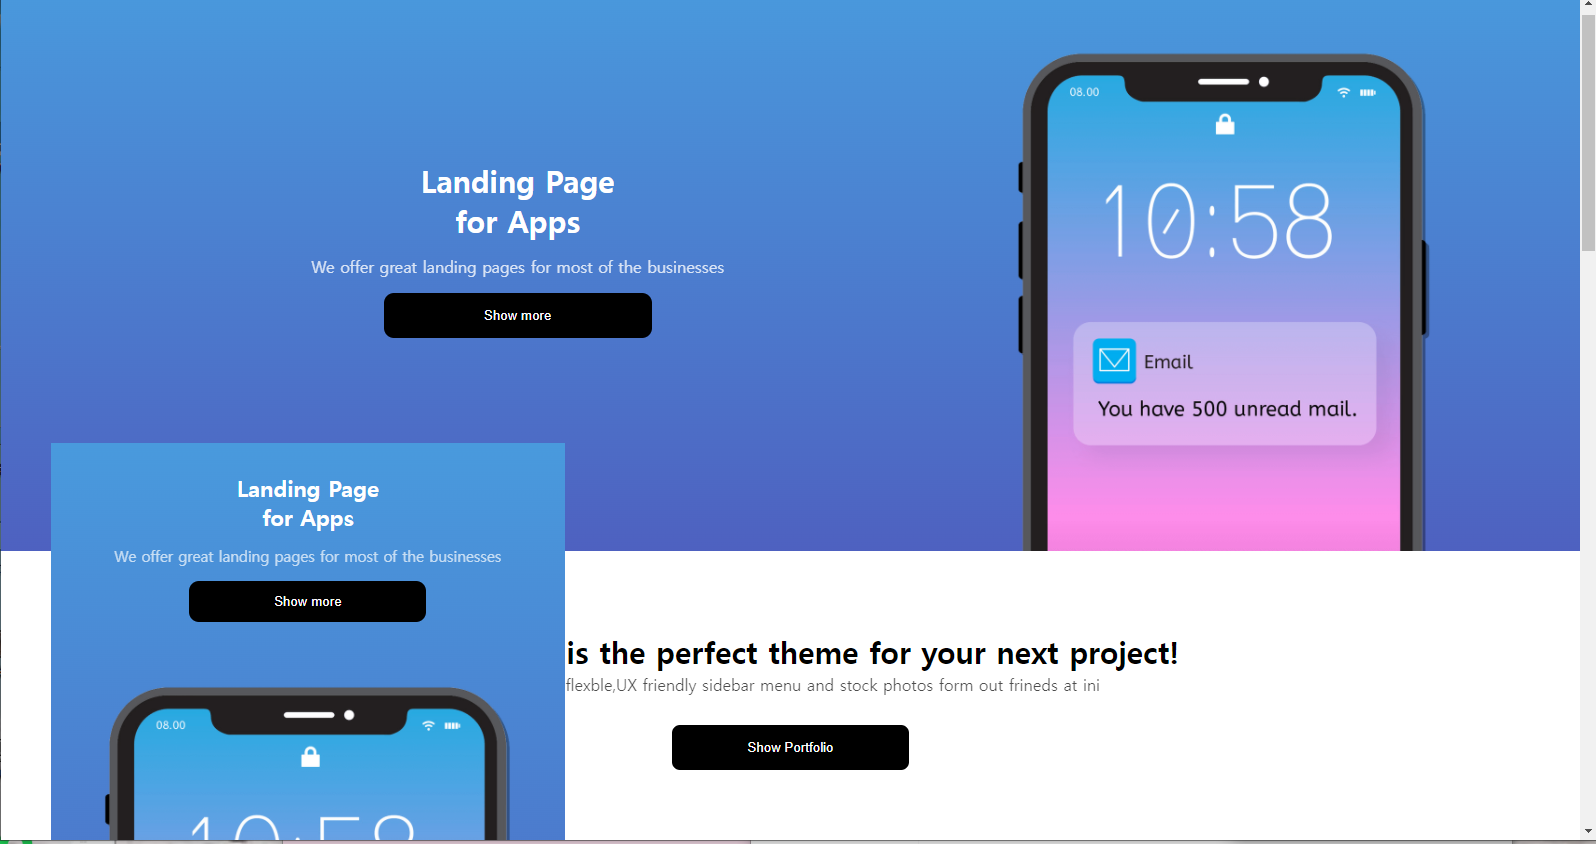 Landing Page
for Apps
We offer great landing pages for most of the businesses
Show more
08.00
10:58
Email
You have 500 unread mail.
Landing Page
for Apps
We offer great landing pages for most of the businesses
Show more
08.00
10:58
is the perfect theme for your next project!
flexble,UX friendly sidebar menu and stock photos form out frineds at ini
Show Portfolio